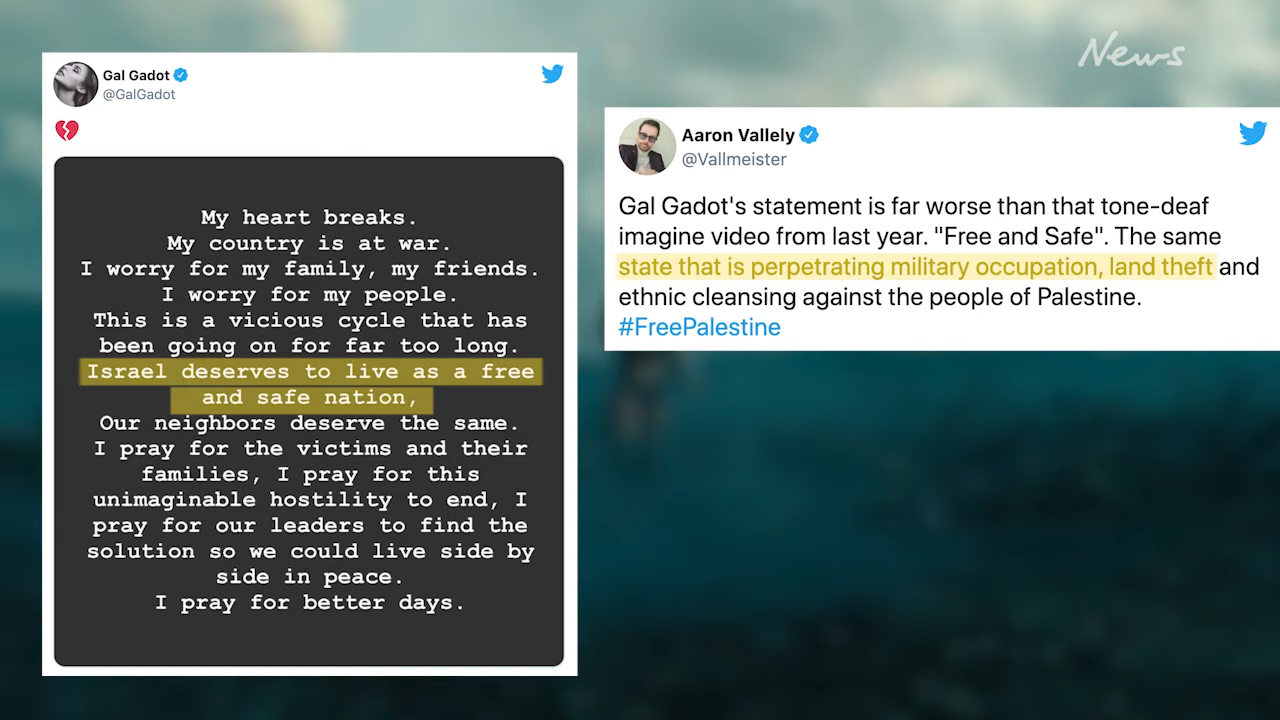 News
Gal Gadot
@GalGadot
My heart breaks.
My country is at war.
I worry for my family, my friends.
I worry for my people.
This is a vicious cycle that has
been going on for far too long.
Israel deserves to live as a free
and safe nation,
Our neighbors deserve the same.
I pray for the victims and their
families, I pray for this
unimaginable hostility to end, I
pray for our leaders to find the
solution so we could live side by
side in peace.
I pray for better days.
Aaron Vallely
@Vallmeister
Gal Gadot's statement is far worse than that tone-deaf
imagine video from last year. "Free and Safe". The same
state that is perpetrating military occupation, land theft and
ethnic cleansing against the people of Palestine.
#FreePalestine